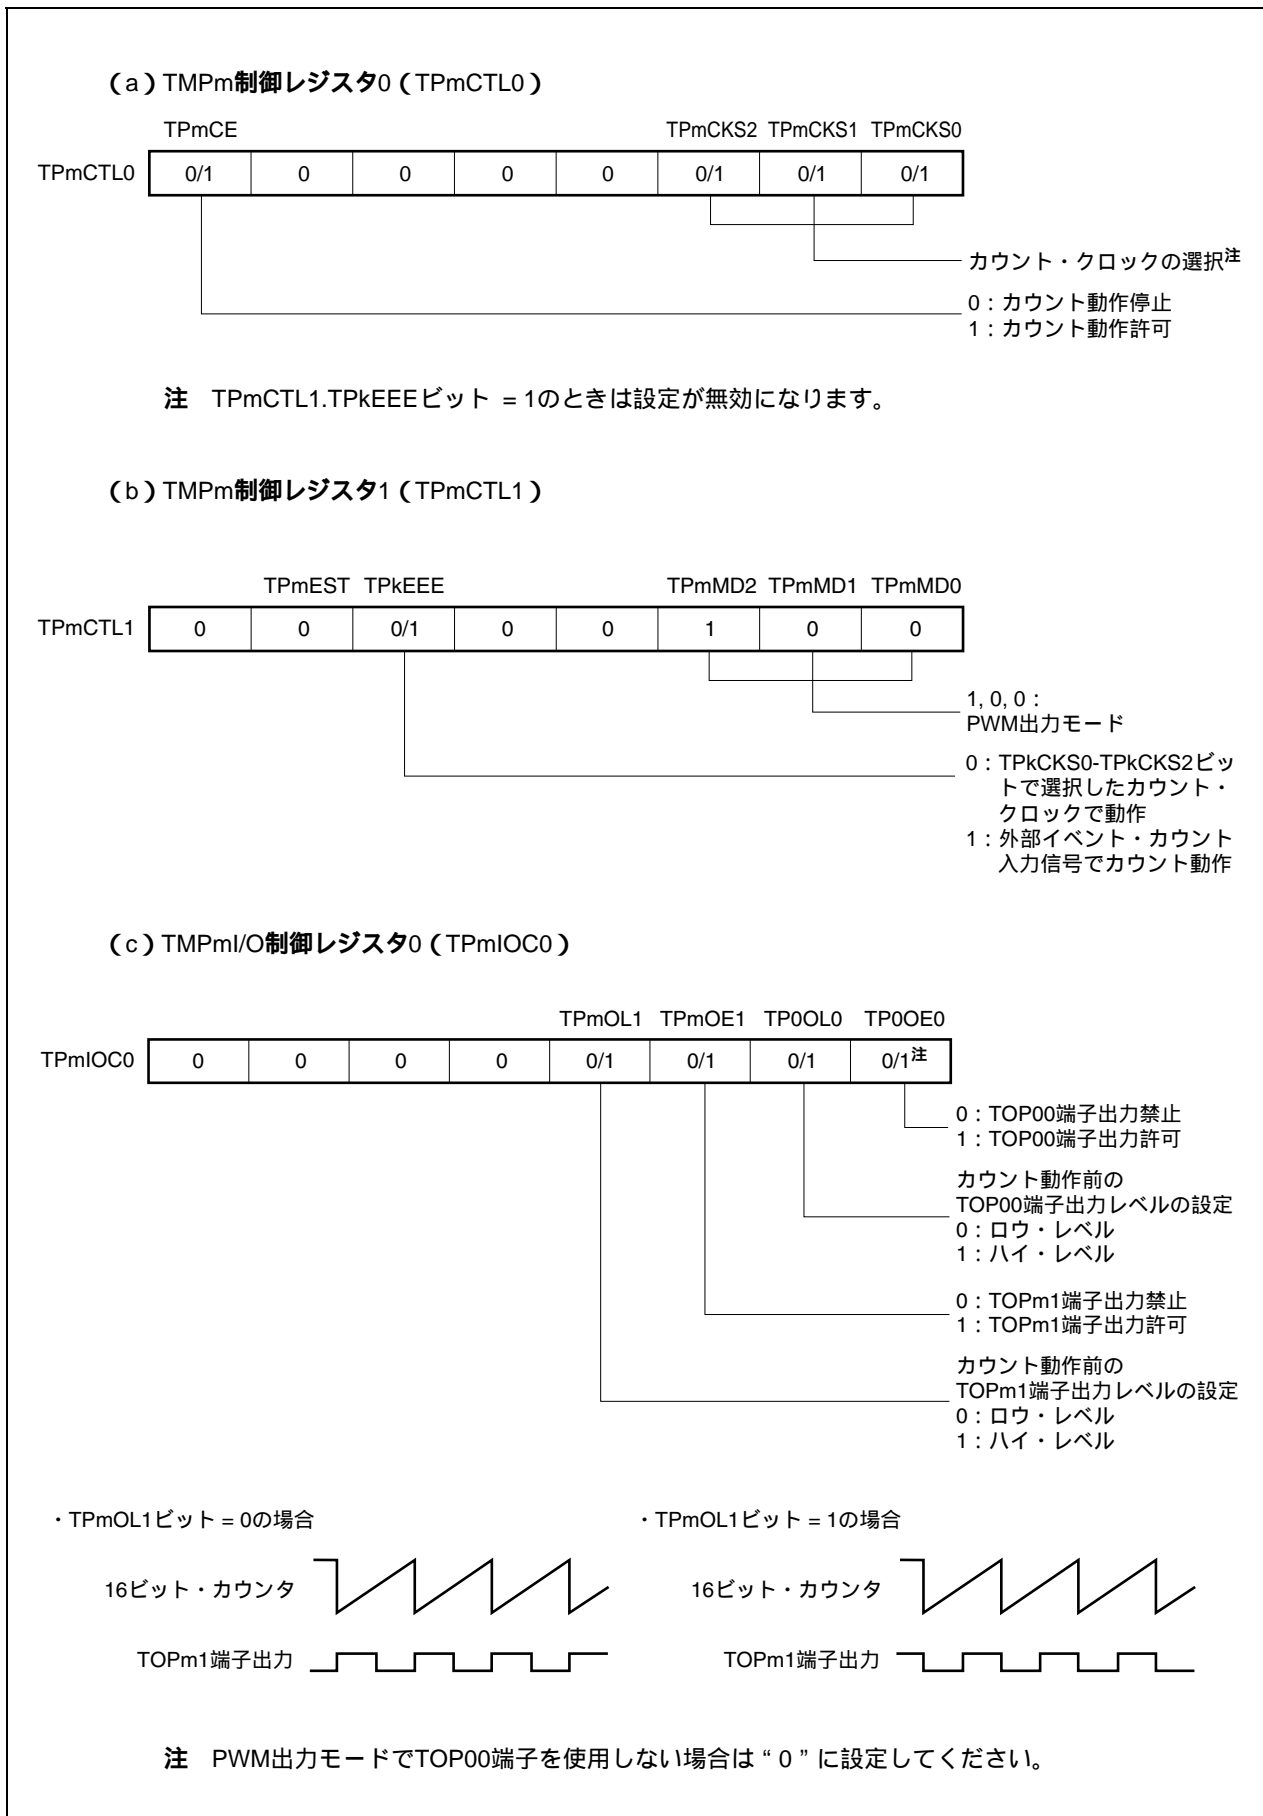 （a）TMPm制御レジスタ0（TPmCTL0）
TPmCE TPmCKS2 TPmCKS1 TPmCKS0
TPmCTL0 0/1 0 0 0 0 0/1 0/1 0/1
カウント・クロックの選択注
0：カウント動作停止
1：カウント動作許可
注 TPmCTL1.TPkEEEビット = 1のときは設定が無効になります。
（b）TMPm制御レジスタ1（TPmCTL1）
TPmEST TPkEEE TPmMD2 TPmMD1 TPmMD0
TPmCTL1 0 0 0/1 0 0 1 0 0
1, 0, 0：
PWM出力モード
0：TPkCKS0-TPkCKS2ビッ
トで選択したカウント・
クロックで動作
1：外部イベント・カウント
入力信号でカウント動作
（c）TMPmI/O制御レジスタ0（TPmIOC0）
TPmOL1 TPmOE1 TP0OL0 TP0OE0
TPmIOC0 0 0 0 0 0/1 0/1 0/1 0/1注
0：TOP00端子出力禁止
1：TOP00端子出力許可
カウント動作前の
TOP00端子出力レベルの設定
0：ロウ・レベル
1：ハイ・レベル
0：TOPm1端子出力禁止
1：TOPm1端子出力許可
カウント動作前の
TOPm1端子出力レベルの設定
0：ロウ・レベル
1：ハイ・レベル
・TPmOL1ビット = 0の場合
16ビット・カウンタ
TOPm1端子出力
・TPmOL1ビット = 1の場合
16ビット・カウンタ
TOPm1端子出力
注 PWM出力モードでTOP00端子を使用しない場合は“0”に設定してください。